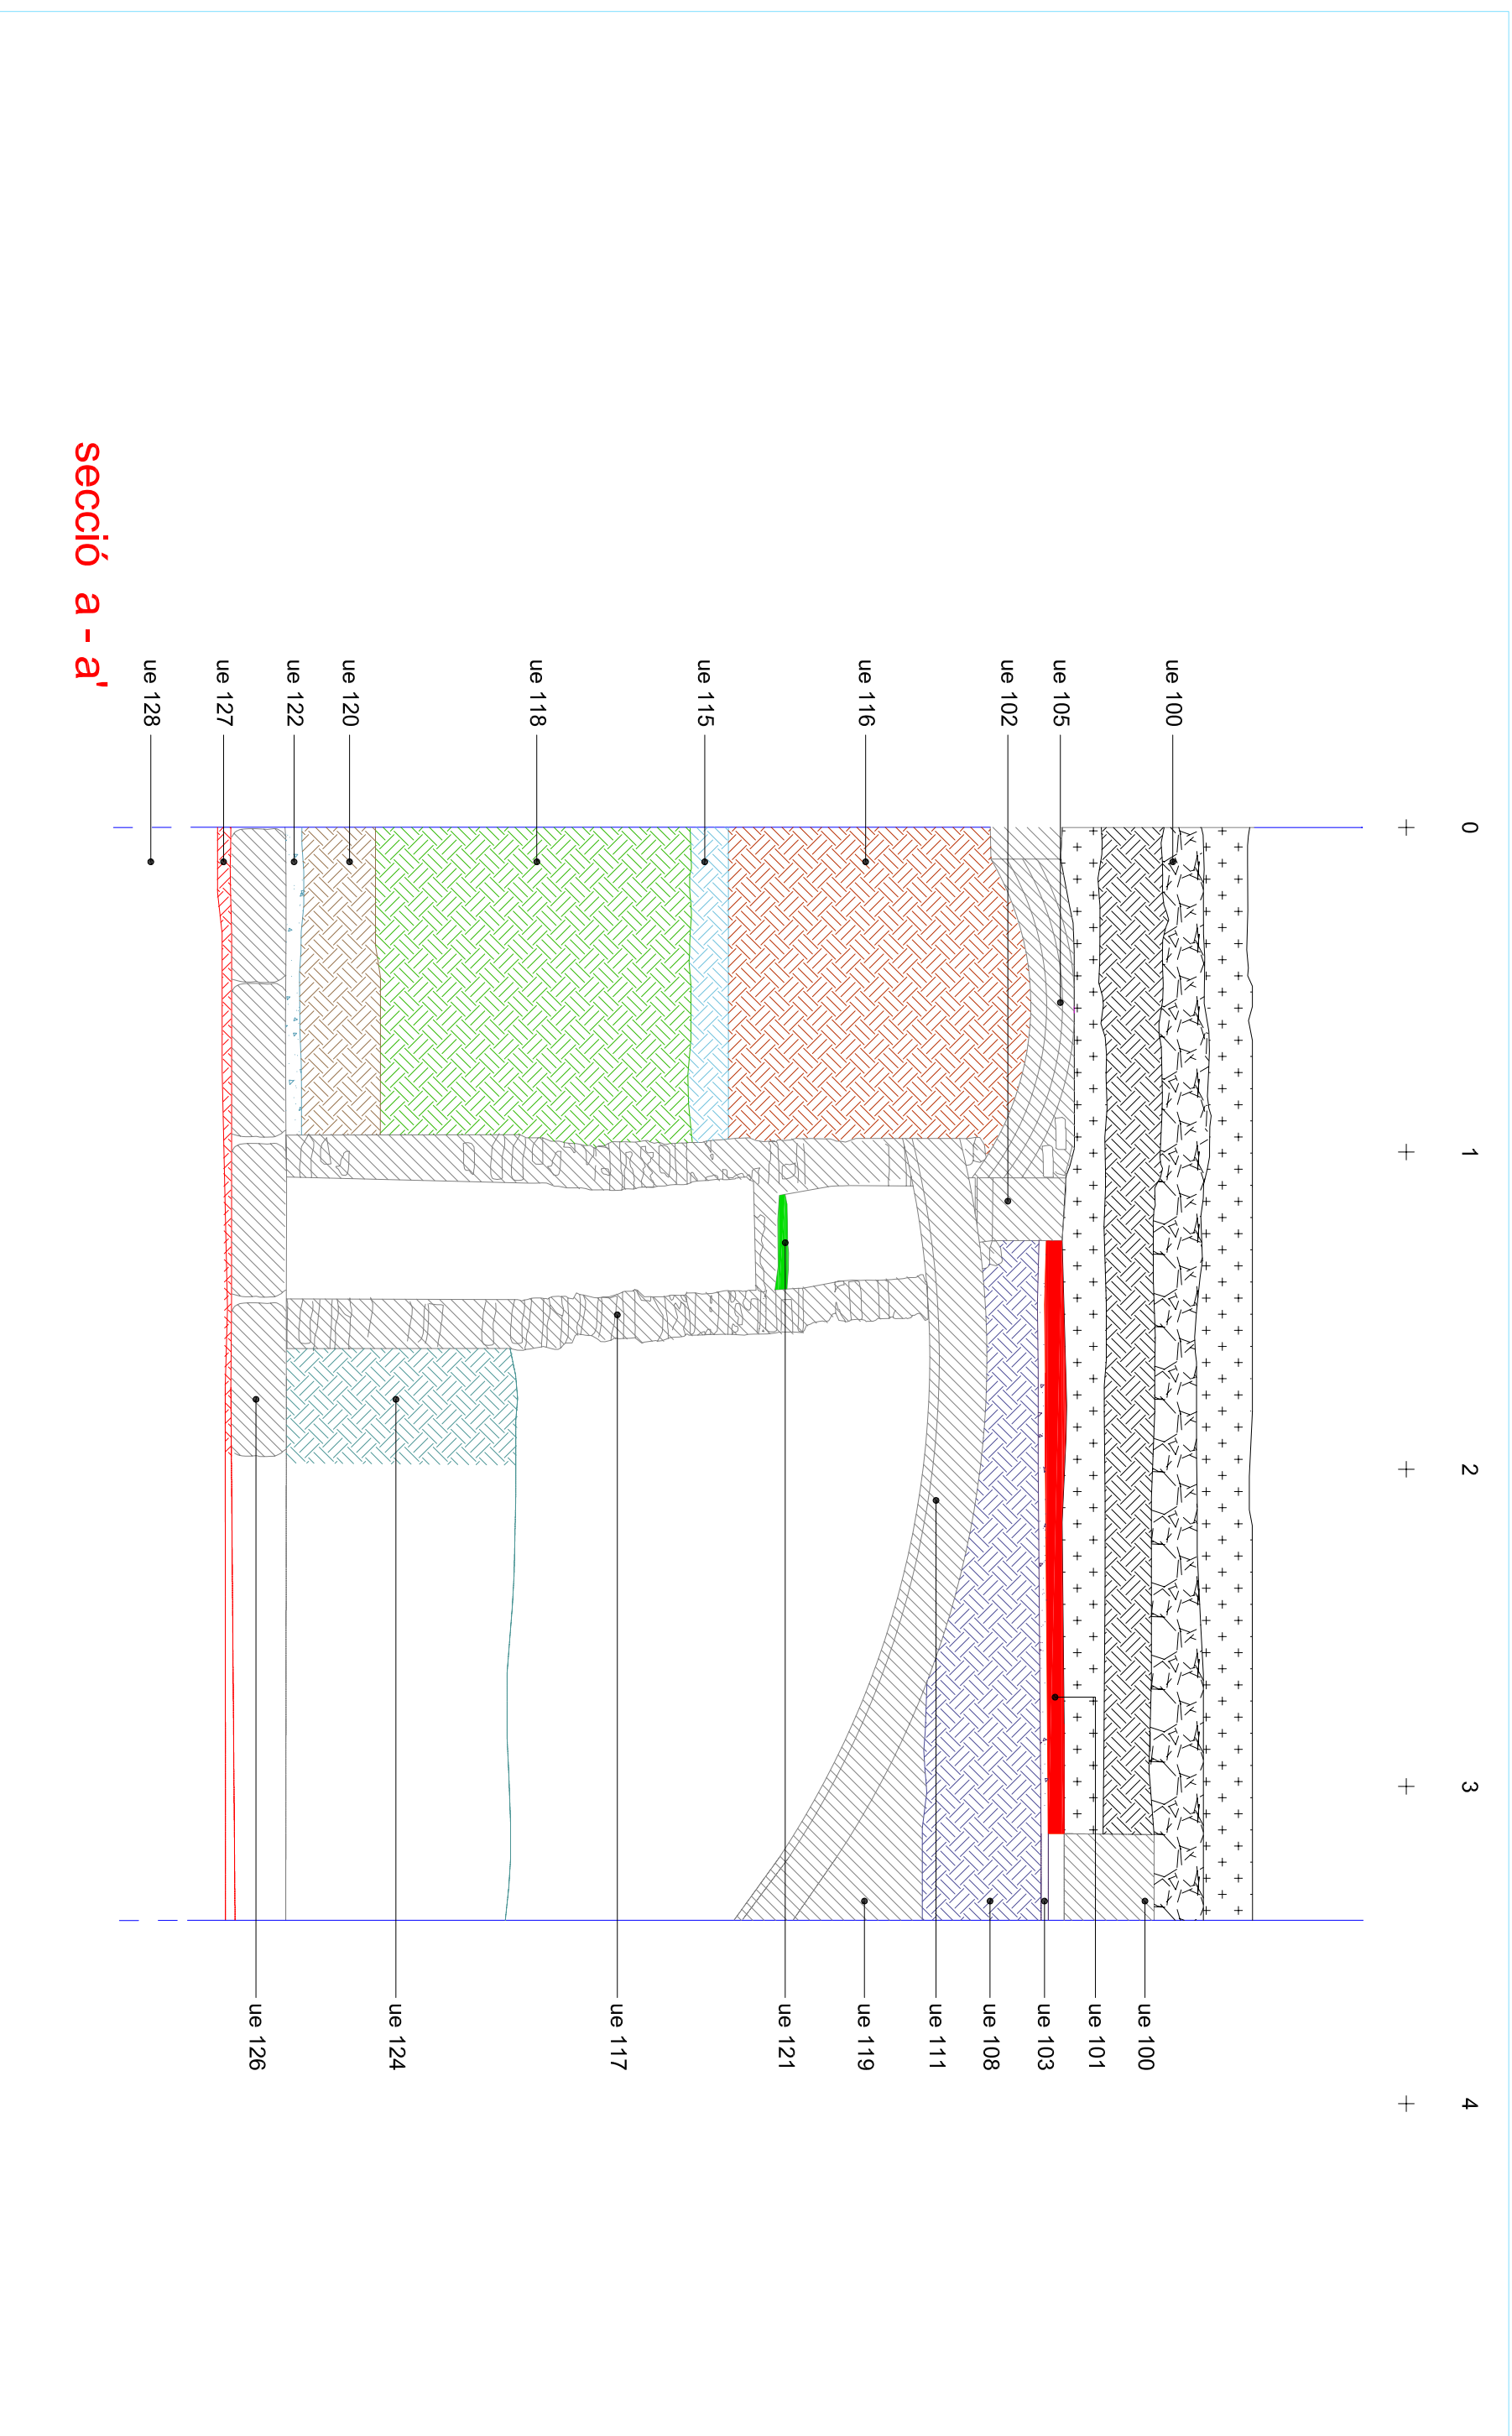 0
1
2
3
4
ue 100
ue 105
ue 102
ue 116
ue 115
ue 118
ue 120
ue 122
ue 127
ue 128
ue 100
ue 101
ue 103
ue 108
ue 111
ue 119
ue 121
ue 117
ue 124
ue 126
secció a - a'